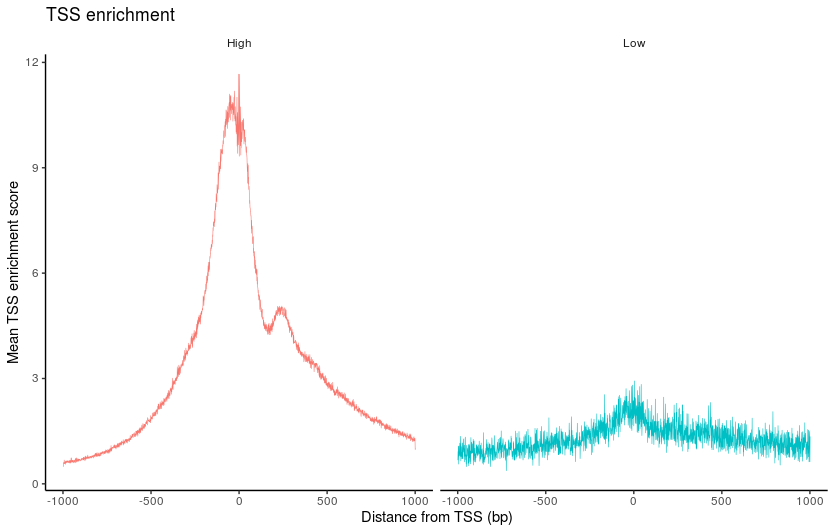 TSS enrichment
High
Low
Mean TSS enrichment score
12
9
6
3
0
-1000 -500 0 500 1000
-1000 -500 0 500 1000
Distance from TSS (bp)